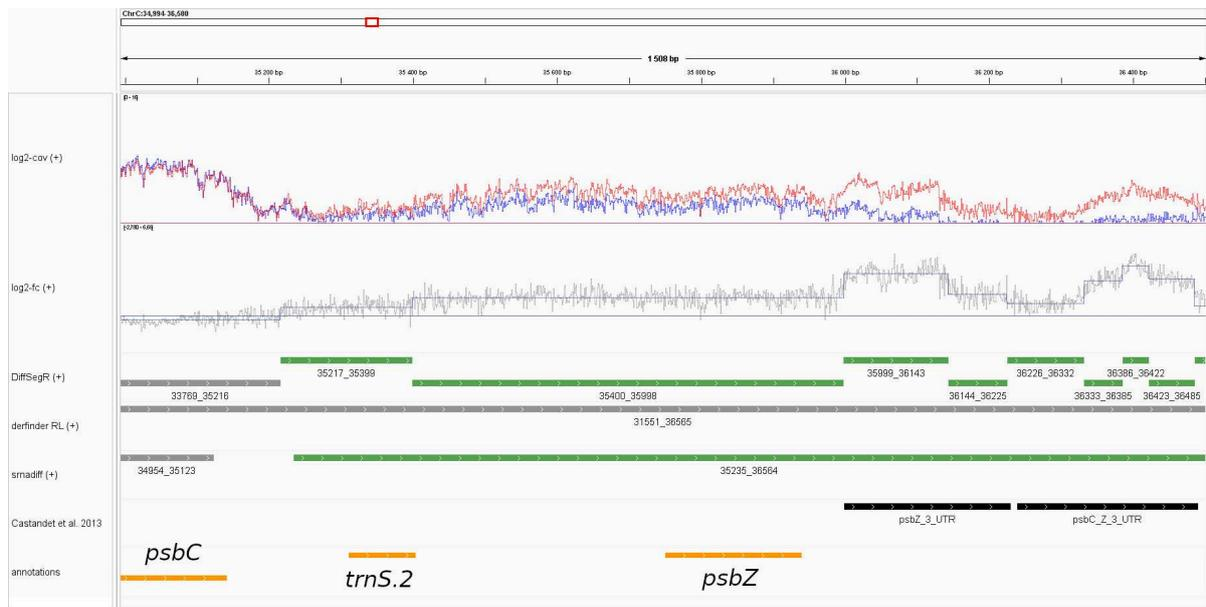 ChrC:34,994-36,500
1 508 bp
35 200 bp 35 400 bp 35 600 bp 35 800 bp 36 000 bp 36 200 bp 36 400 bp
log2-cov (+)
log2-fc (+)
DiffSegR (+)
35217_35399 35999_36143 36226_36332 36386_36422
33769_35216 35400_35998 36144_36225 36333_36385 36423_36485
derfinder RL (+)
31551_36565
srnadiff (+)
34954_35123 35235_36564
Castandet et al. 2013
psbZ_3_UTR psbC_Z_3_UTR
annotations
psbC
trnS.2 psbZ